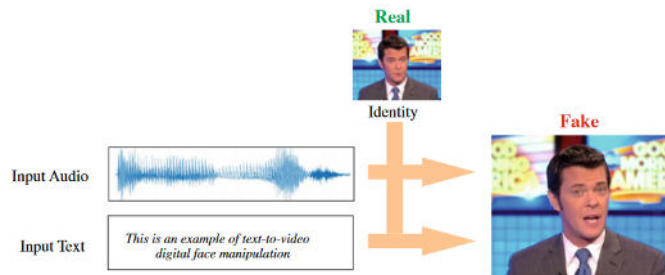 Real
Identity
Fake
Input Audio
Input Text
This is an example of text-to-video
digital face manipulation